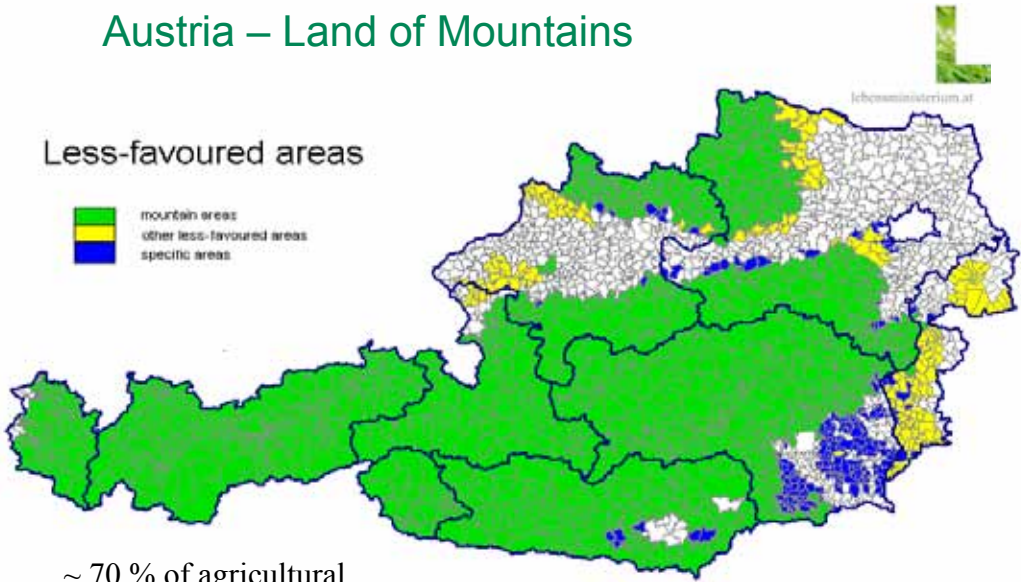 Austria – Land of Mountains
lebensministerium.at
Less-favoured areas
mountain areas
other less-favoured areas
specific areas
~ 70 % of agricultural